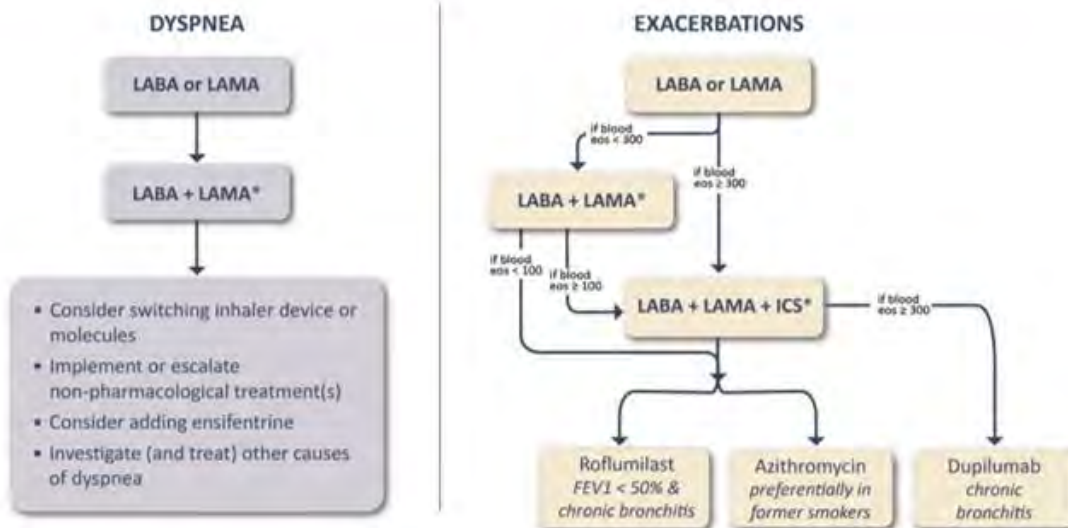 DYSPNEA
LABA or LAMA
LABA + LAMA*
• Consider switching inhaler device or
molecules
• Implement or escalate
non-pharmacological treatment(s)
• Consider adding ensifentrine
• Investigate (and treat) other causes
of dyspnea
EXACERBATIONS
LABA or LAMA
if blood
eos < 300
if blood
eos ≥ 300
LABA + LAMA*
if blood
eos < 100
if blood
eos ≥ 100
LABA + LAMA + ICS*
if blood
eos ≥ 300
Roflumilast
FEV1 < 50% &
chronic bronchitis
Azithromycin
preferentially in
former smokers
Dupilumab
chronic
bronchitis